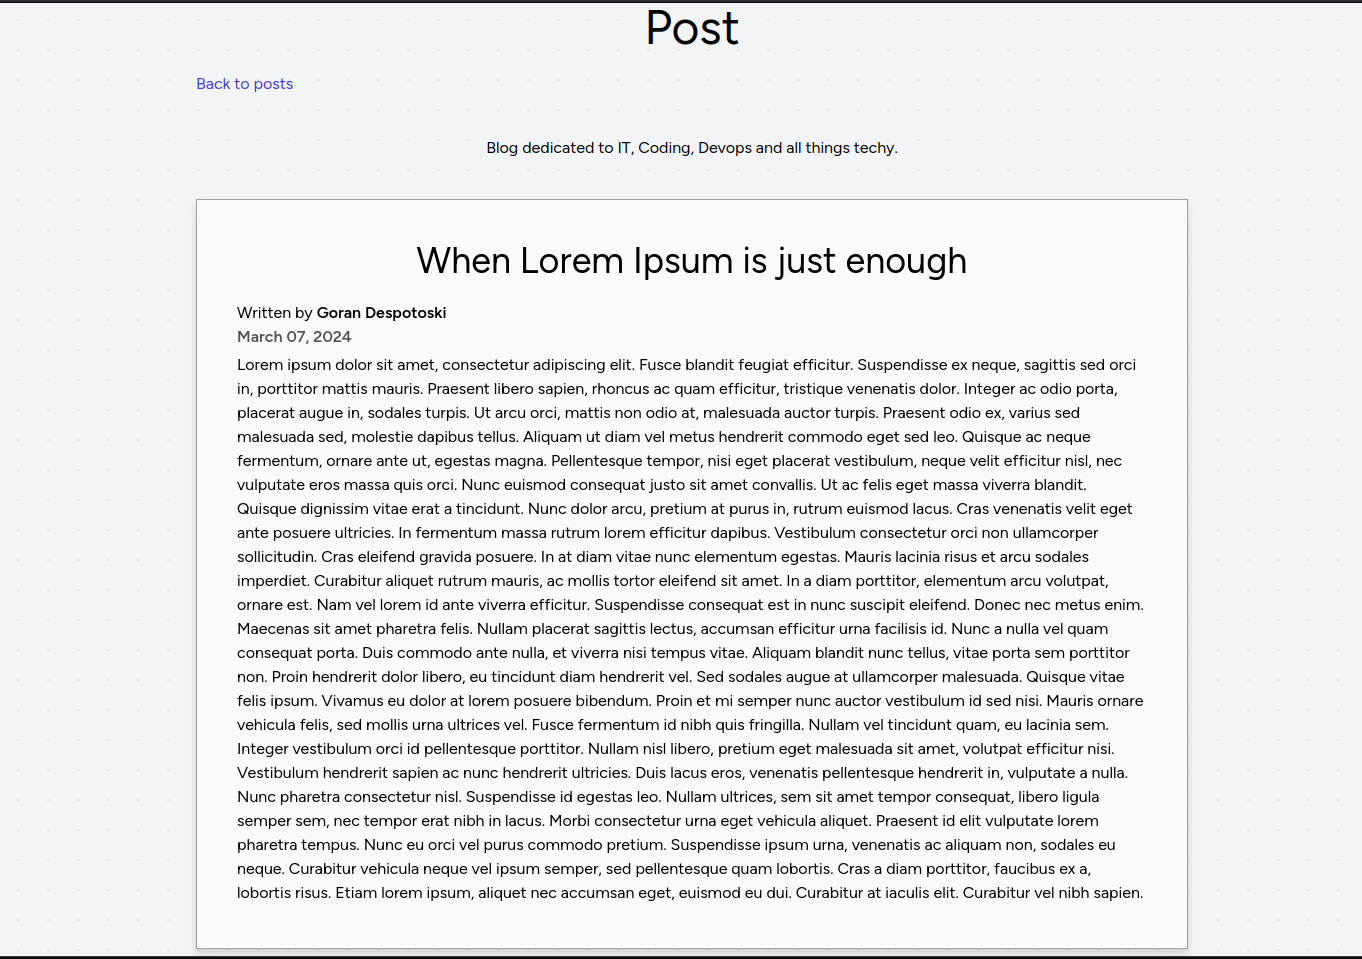 Post
Back to posts
Blog dedicated to IT, Coding, Devops and all things techy.
When Lorem Ipsum is just enough
Written by Goran Despotoski
March 07, 2024
Lorem ipsum dolor sit amet, consectetur adipiscing elit. Fusce blandit feugiat efficitur. Suspendisse ex neque, sagittis sed orci
in, porttitor mattis mauris. Praesent libero sapien, rhoncus ac quam efficitur, tristique venenatis dolor. Integer ac odio porta,
placerat augue in, sodales turpis. Ut arcu orci, mattis non odio at, malesuada auctor turpis. Praesent odio ex, varius sed
malesuada sed, molestie dapibus tellus. Aliquam ut diam vel metus hendrerit commodo eget sed leo. Quisque ac neque
fermentum, ornare ante ut, egestas magna. Pellentesque tempor, nisi eget placerat vestibulum, neque velit efficitur nisl, nec
vulputate eros massa quis orci. Nunc euismod consequat justo sit amet convallis. Ut ac felis eget massa viverra blandit.
Quisque dignissim vitae erat a tincidunt. Nunc dolor arcu, pretium at purus in, rutrum euismod lacus. Cras venenatis velit eget
ante posuere ultricies. In fermentum massa rutrum lorem efficitur dapibus. Vestibulum consectetur orci non ullamcorper
sollicitudin. Cras eleifend gravida posuere. In at diam vitae nunc elementum egestas. Mauris lacinia risus et arcu sodales
imperdiet. Curabitur aliquet rutrum mauris, ac mollis tortor eleifend sit amet. In a diam porttitor, elementum arcu volutpat,
ornare est. Nam vel lorem id ante viverra efficitur. Suspendisse consequat est in nunc suscipit eleifend. Donec nec metus enim.
Maecenas sit amet pharetra felis. Nullam placerat sagittis lectus, accumsan efficitur urna facilisis id. Nunc a nulla vel quam
consequat porta. Duis commodo ante nulla, et viverra nisi tempus vitae. Aliquam blandit nunc tellus, vitae porta sem porttitor
non. Proin hendrerit dolor libero, eu tincidunt diam hendrerit vel. Sed sodales augue at ullamcorper malesuada. Quisque vitae
felis ipsum. Vivamus eu dolor at lorem posuere bibendum. Proin et mi semper nunc auctor vestibulum id sed nisi. Mauris ornare
vehicula felis, sed mollis urna ultrices vel. Fusce fermentum id nibh quis fringilla. Nullam vel tincidunt quam, eu lacinia sem.
Integer vestibulum orci id pellentesque porttitor. Nullam nisl libero, pretium eget malesuada sit amet, volutpat efficitur nisi.
Vestibulum hendrerit sapien ac nunc hendrerit ultricies. Duis lacus eros, venenatis pellentesque hendrerit in, vulputate a nulla.
Nunc pharetra consectetur nisl. Suspendisse id egestas leo. Nullam ultrices, sem sit amet tempor consequat, libero ligula
semper sem, nec tempor erat nibh in lacus. Morbi consectetur urna eget vehicula aliquet. Praesent id elit vulputate lorem
pharetra tempus. Nunc eu orci vel purus commodo pretium. Suspendisse ipsum urna, venenatis ac aliquam non, sodales eu
neque. Curabitur vehicula neque vel ipsum semper, sed pellentesque quam lobortis. Cras a diam porttitor, faucibus ex a,
lobortis risus. Etiam lorem ipsum, aliquet nec accumsan eget, euismod eu dui. Curabitur at iaculis elit. Curabitur vel nibh sapien.